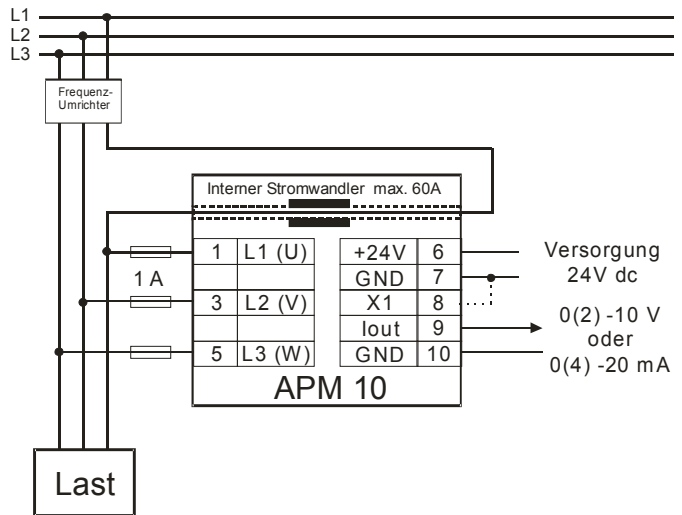 L1
L2
L3
Frequenz-
Umrichter
Interner Stromwandler max. 60A
1 L1 (U)
3 L2 (V)
5 L3 (W)
1 A
+24V 6
GND 7
X1 8
Iout 9
GND 10
APM 10
Versorgung
24V dc
0(2) -10 V
oder
0(4) -20 mA
Last